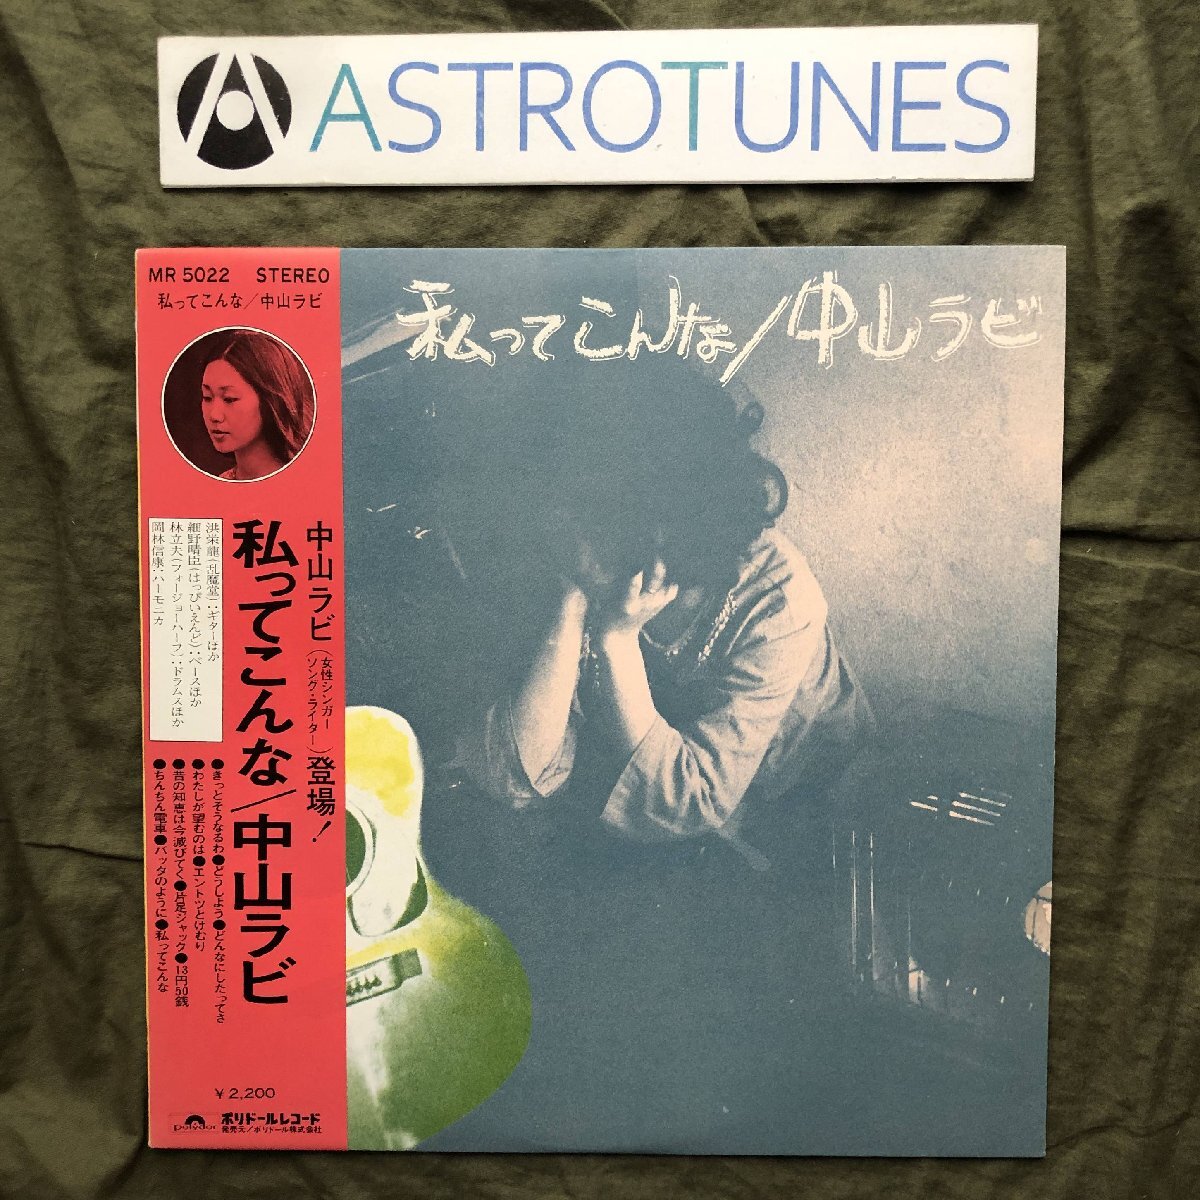 ASTROTUNES
MR 5022 STEREO
私ってこんな/中山ラビ
私ってこんな/中山ラビ
中山ラビ(女性シンガーソング・ライター)登場!
私ってこんな/中山ラビ
洪栄龍(乱魔堂):ギターほか
細野晴臣(はっぴいえんど):ベースほか
林立夫(フォージョーハーフ):ドラムスほか
岡林信康:ハーモニカ
●きっとそうなるわ●どうしよう●どんなにしたってさ
●わたしが望むのは●エントツとけむり
●昔の知恵は今滅びてく●片足ジャック●13円50銭
●ちんちん電車●バッタのように●私ってこんな
¥2,200
polydor
ポリドールレコード
発売元/ポリドール株式会社